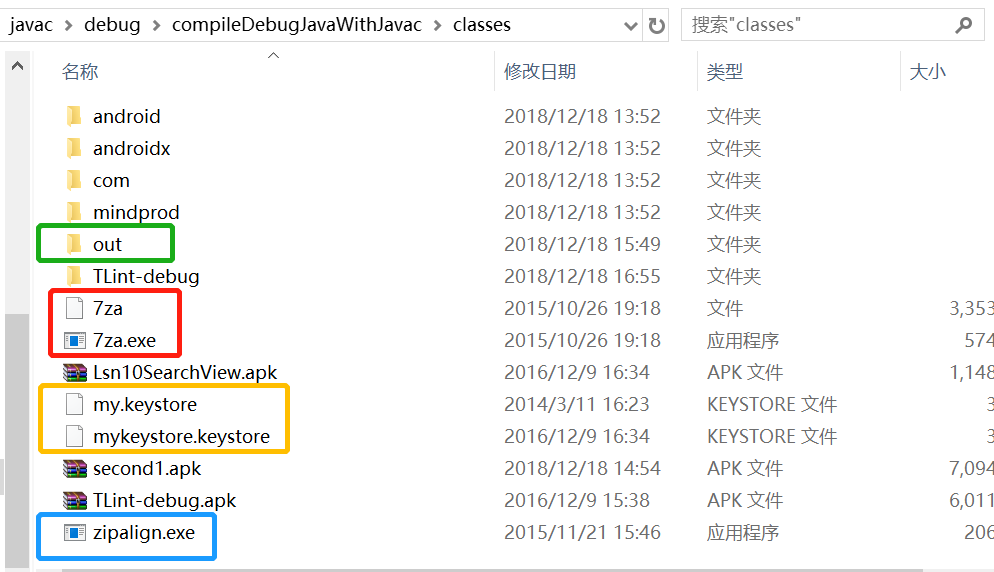 javac > debug > compileDebugJavaWithJavac > classes 搜索"classes"
名称 修改日期 类型 大小
android 2018/12/18 13:52 文件夹
androidx 2018/12/18 13:52 文件夹
com 2018/12/18 13:52 文件夹
mindprod 2018/12/18 13:52 文件夹
out 2018/12/18 15:49 文件夹
TLint-debug 2018/12/18 16:55 文件夹
7za 2015/10/26 19:18 文件 3,353
7za.exe 2015/10/26 19:18 应用程序 574
Lsn10SearchView.apk 2016/12/9 16:34 APK 文件 1,148
my.keystore 2014/3/11 16:23 KEYSTORE 文件 3
mykeystore.keystore 2016/12/9 16:34 KEYSTORE 文件 3
second1.apk 2018/12/18 14:54 APK 文件 7,094
TLint-debug.apk 2016/12/9 15:38 APK 文件 6,011
zipalign.exe 2015/11/21 15:46 应用程序 206